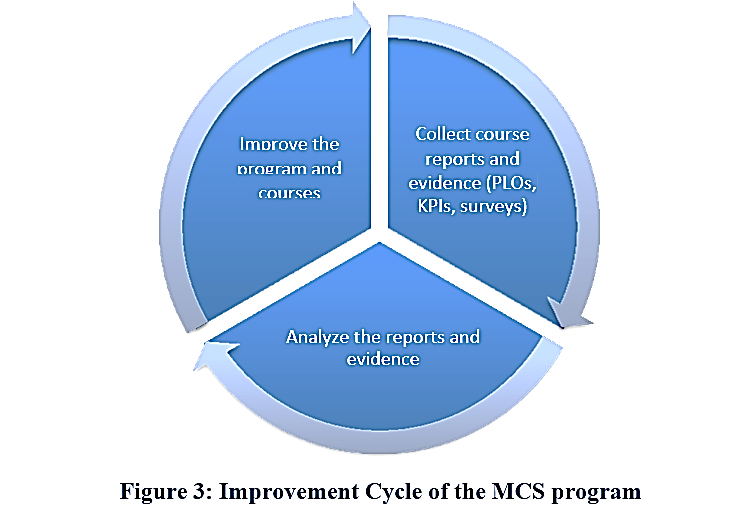 Improve the
program and
courses
Collect course
reports and
evidence (PLOs,
KPIs, surveys)
Analyze the reports and
evidence
Figure 3: Improvement Cycle of the MCS program